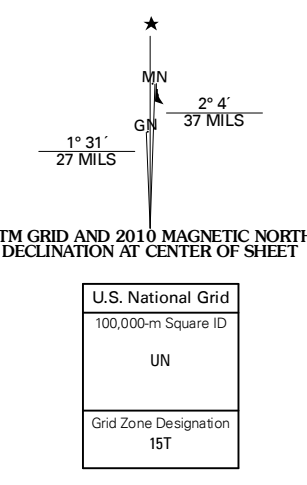 MN
GN
2° 4´
37 MILS
1° 31´
27 MILS
TM GRID AND 2010 MAGNETIC NORTH
DECLINATION AT CENTER OF SHEET
U.S. National Grid
100,000-m Square ID
UN
Grid Zone Designation
15T